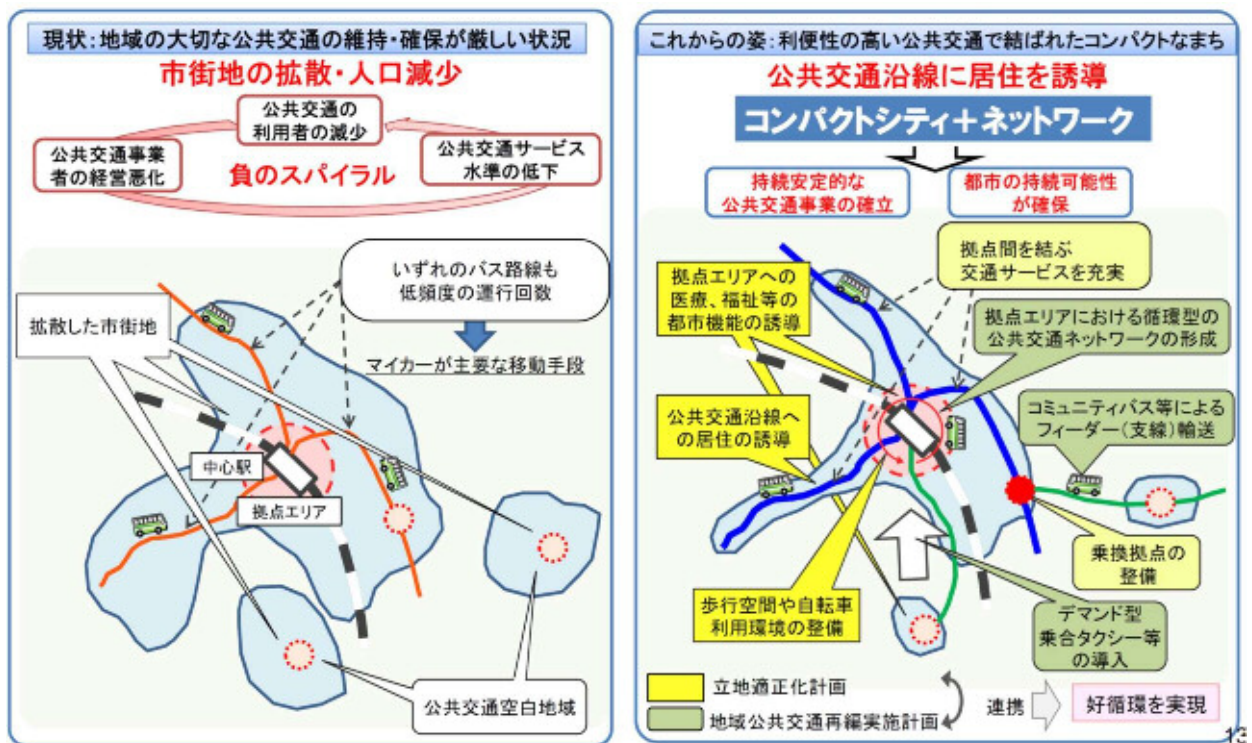 現状：地域の大切な公共交通の維持・確保が厳しい状況
市街地の拡散・人口減少
公共交通の
利用者の減少
公共交通事業
者の経営悪化
負のスパイラル
公共交通サービス
水準の低下
いずれのバス路線も
低頻度の運行回数
拡散した市街地
マイカーが主要な移動手段
中心駅
拠点エリア
公共交通空白地域
これからの姿：利便性の高い公共交通で結ばれたコンパクトなまち
公共交通沿線に居住を誘導
コンパクトシティ＋ネットワーク
持続安定的な
公共交通事業の確立
都市の持続可能性
が確保
拠点エリアへの
医療、福祉等の
都市機能の誘導
拠点間を結ぶ
交通サービスを充実
拠点エリアにおける循環型の
公共交通ネットワークの形成
公共交通沿線へ
の居住の誘導
コミュニティバス等による
フィーダー（支線）輸送
乗換拠点の
整備
歩行空間や自転車
利用環境の整備
デマンド型
乗合タクシー等
の導入
立地適正化計画
地域公共交通再編実施計画
連携
好循環を実現
13